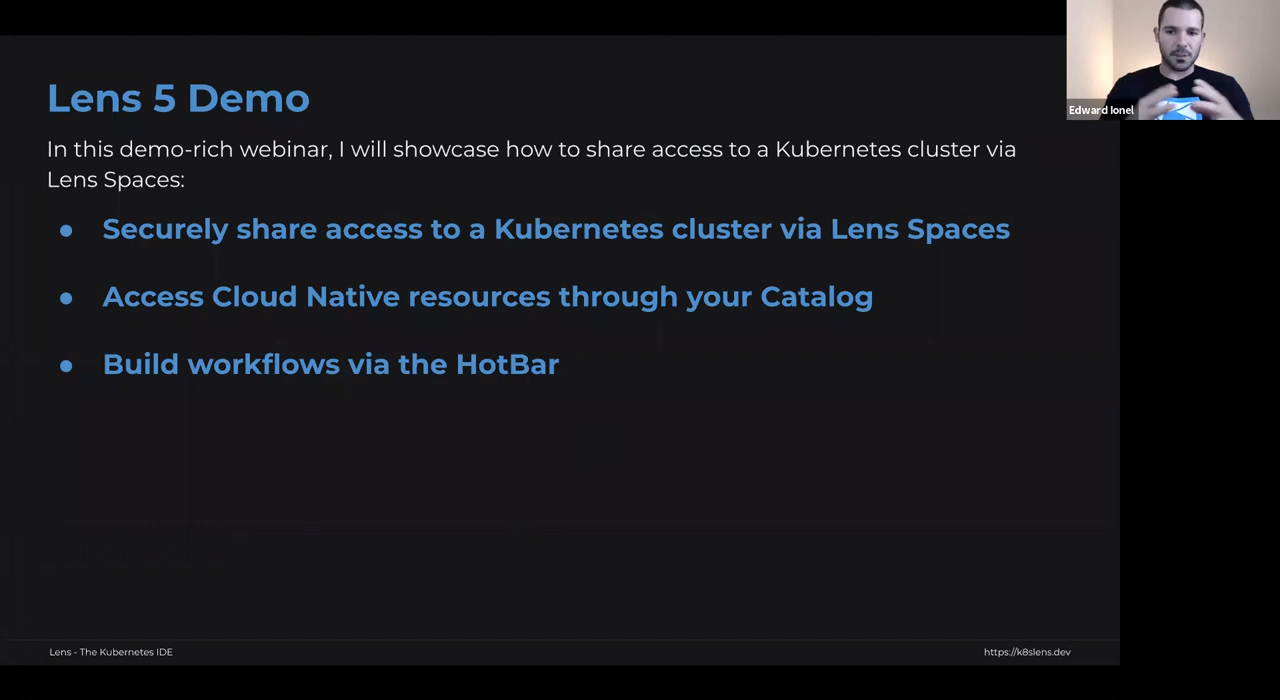 Lens 5 Demo
In this demo-rich webinar, I will showcase how to share access to a Kubernetes cluster via
Lens Spaces:
● Securely share access to a Kubernetes cluster via Lens Spaces
● Access Cloud Native resources through your Catalog
● Build workflows via the HotBar
Lens - The Kubernetes IDE
https://k8slens.dev
Edward Ionel